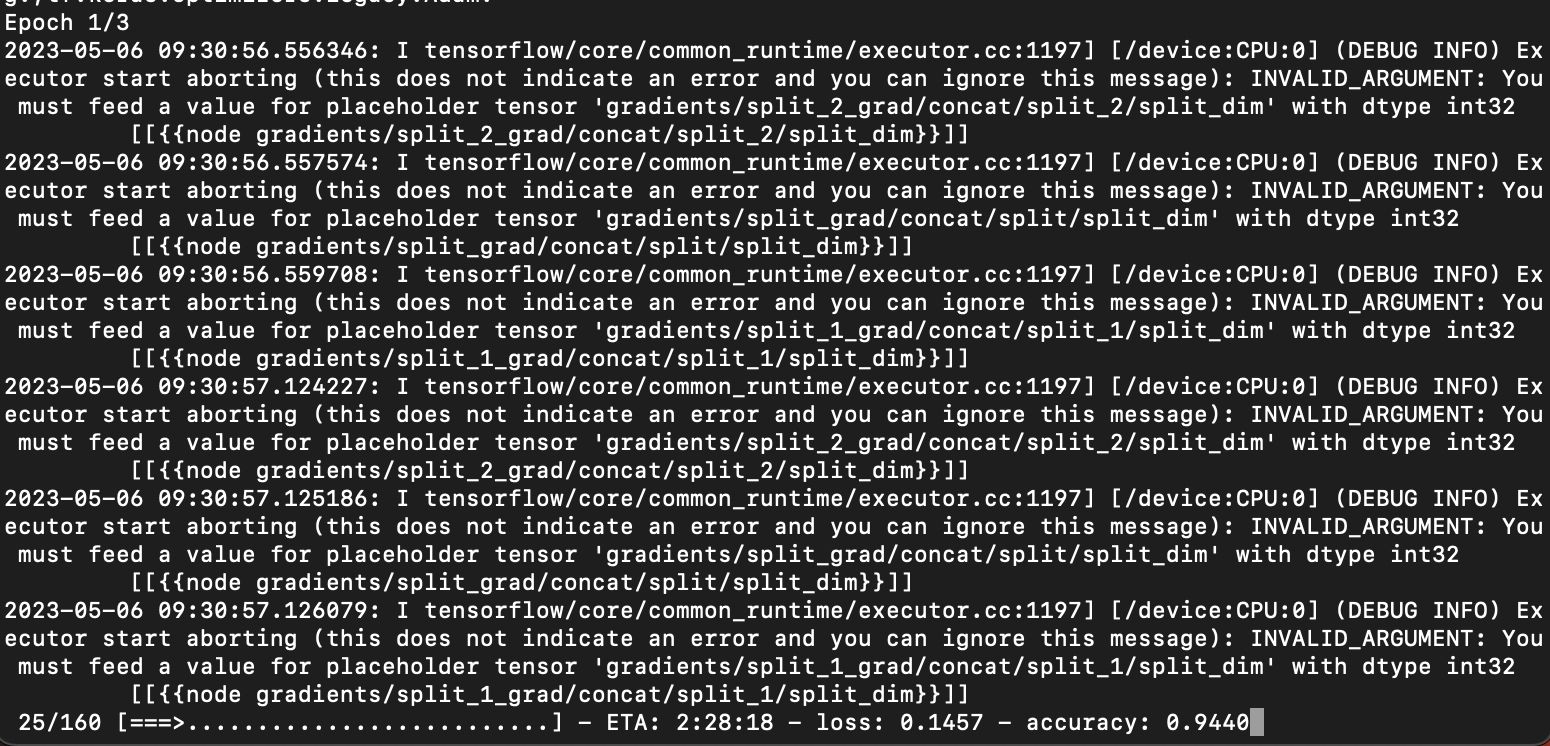 Epoch 1/3
2023-05-06 09:30:56.556346: I tensorflow/core/common_runtime/executor.cc:1197] [/device:CPU:0] (DEBUG INFO) Ex
ecutor start aborting (this does not indicate an error and you can ignore this message): INVALID_ARGUMENT: You
 must feed a value for placeholder tensor 'gradients/split_2_grad/concat/split_2/split_dim' with dtype int32
[[{{node gradients/split_2_grad/concat/split_2/split_dim}}]]
2023-05-06 09:30:56.557574: I tensorflow/core/common_runtime/executor.cc:1197] [/device:CPU:0] (DEBUG INFO) Ex
ecutor start aborting (this does not indicate an error and you can ignore this message): INVALID_ARGUMENT: You
 must feed a value for placeholder tensor 'gradients/split_grad/concat/split/split_dim' with dtype int32
[[{{node gradients/split_grad/concat/split/split_dim}}]]
2023-05-06 09:30:56.559708: I tensorflow/core/common_runtime/executor.cc:1197] [/device:CPU:0] (DEBUG INFO) Ex
ecutor start aborting (this does not indicate an error and you can ignore this message): INVALID_ARGUMENT: You
 must feed a value for placeholder tensor 'gradients/split_1_grad/concat/split_1/split_dim' with dtype int32
[[{{node gradients/split_1_grad/concat/split_1/split_dim}}]]
2023-05-06 09:30:57.124227: I tensorflow/core/common_runtime/executor.cc:1197] [/device:CPU:0] (DEBUG INFO) Ex
ecutor start aborting (this does not indicate an error and you can ignore this message): INVALID_ARGUMENT: You
 must feed a value for placeholder tensor 'gradients/split_2_grad/concat/split_2/split_dim' with dtype int32
[[{{node gradients/split_2_grad/concat/split_2/split_dim}}]]
2023-05-06 09:30:57.125186: I tensorflow/core/common_runtime/executor.cc:1197] [/device:CPU:0] (DEBUG INFO) Ex
ecutor start aborting (this does not indicate an error and you can ignore this message): INVALID_ARGUMENT: You
 must feed a value for placeholder tensor 'gradients/split_grad/concat/split/split_dim' with dtype int32
[[{{node gradients/split_grad/concat/split/split_dim}}]]
2023-05-06 09:30:57.126079: I tensorflow/core/common_runtime/executor.cc:1197] [/device:CPU:0] (DEBUG INFO) Ex
ecutor start aborting (this does not indicate an error and you can ignore this message): INVALID_ARGUMENT: You
 must feed a value for placeholder tensor 'gradients/split_1_grad/concat/split_1/split_dim' with dtype int32
[[{{node gradients/split_1_grad/concat/split_1/split_dim}}]]
 25/160 [===>..........................] - ETA: 2:28:18 - loss: 0.1457 - accuracy: 0.9440